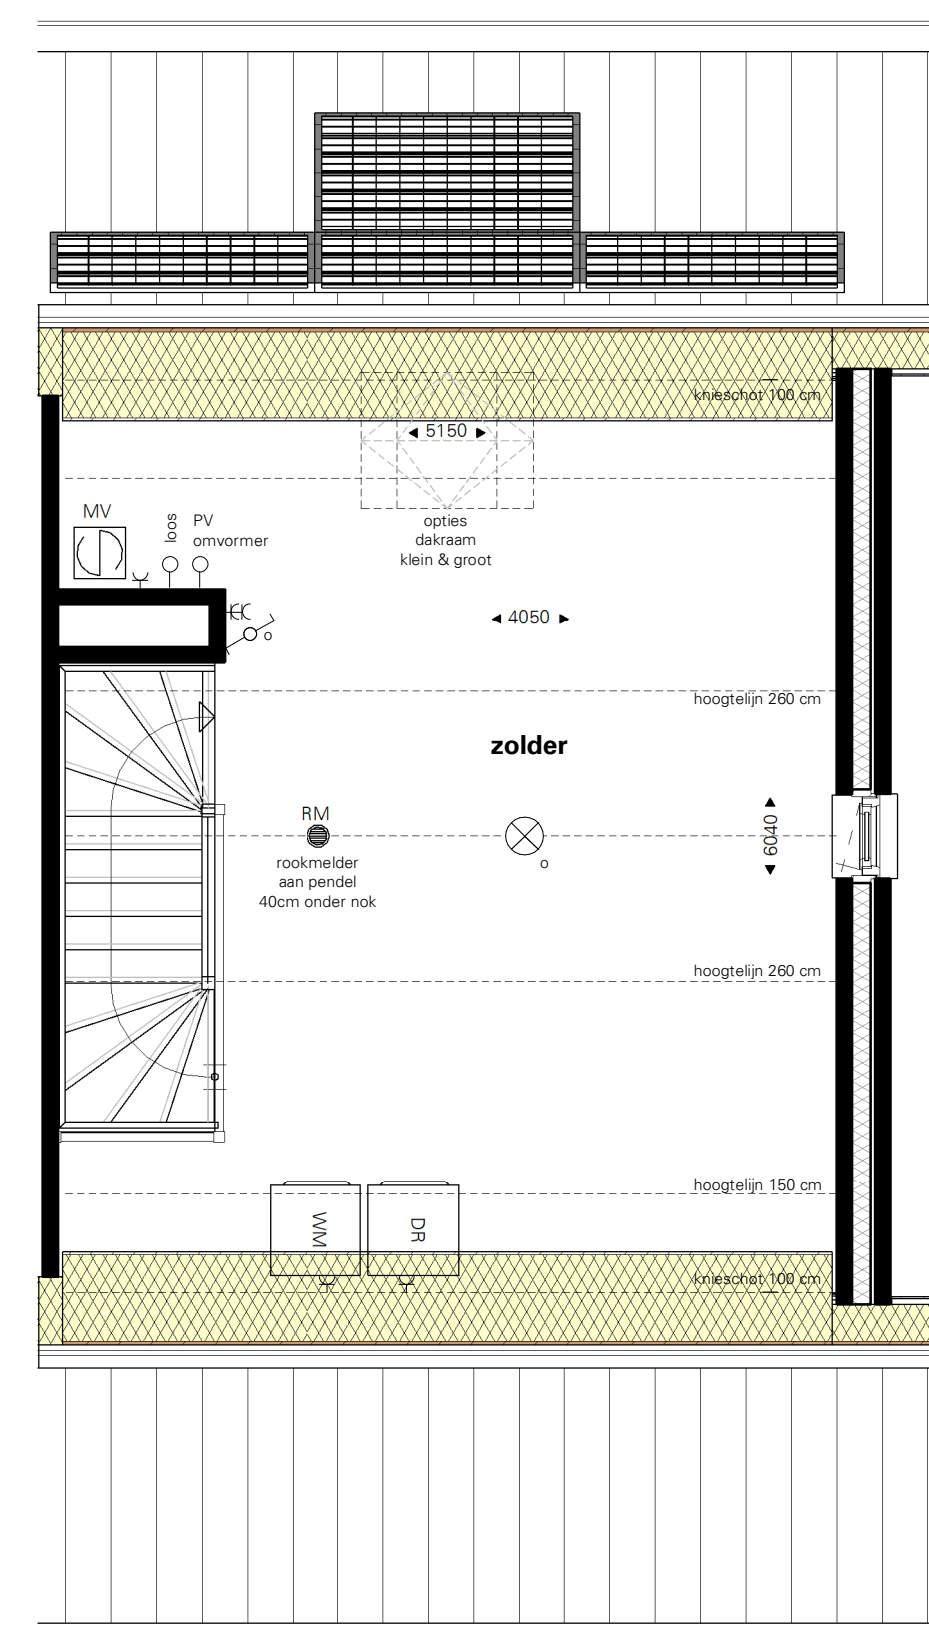 knieschot 100 cm
5150
MV
loos
PV
omvormer
opties
dakraam
klein & groot
4050
o
hoogtelijn 260 cm
zolder
RM
6040
rookmelder
aan pendel
40cm onder nok
o
hoogtelijn 260 cm
hoogtelijn 150 cm
WM
DR
knieschot 100 cm